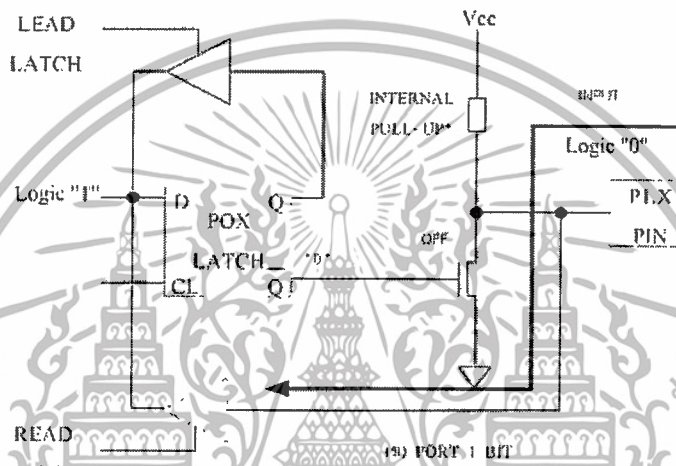 LEAD
LATCH
Vcc
INTERNAL
PULL-UP*
Logic "0"
Logic "1"
D
POX
Q
LATCH
CL
Q
"0"
OFF
PLX
PIN
READ
PORT 1 BIT